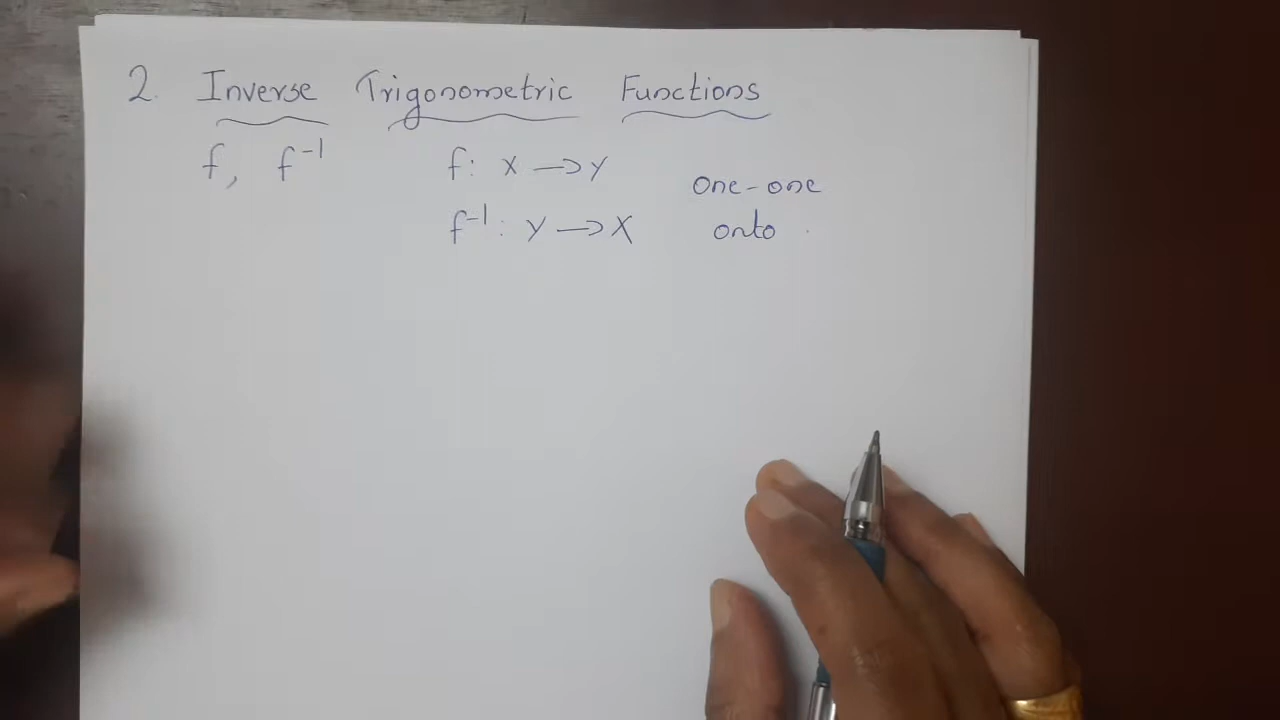 2. Inverse Trigonometric Functions
f, f⁻¹ f: X → Y
one-one
f⁻¹: Y → X onto